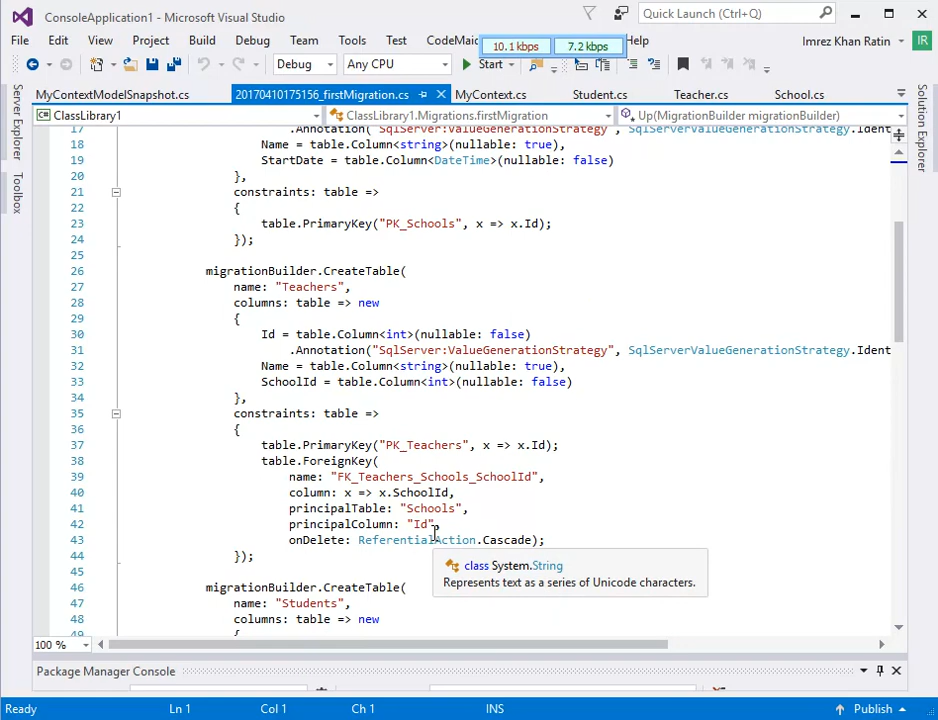 ConsoleApplication1 - Microsoft Visual Studio
Quick Launch (Ctrl+Q)
File Edit View Project Build Debug Team Tools Test CodeMai 10.1 kbps 7.2 kbps Help
Imrez Khan Ratin IR
Debug Any CPU Start
MyContextModelSnapshot.cs 20170410175156_firstMigration.cs MyContext.cs Student.cs Teacher.cs School.cs
ClassLibrary1 ClassLibrary1.Migrations.firstMigration Up(MigrationBuilder migrationBuilder)
Server Explorer
Toolbox
Solution Explorer
17 .Annotation("SqlServer:ValueGenerationStrategy", SqlServerValueGenerationStrategy.Ident
18 Name = table.Column<string>(nullable: true),
19 StartDate = table.Column<DateTime>(nullable: false)
20 },
21 constraints: table =>
22 {
23 table.PrimaryKey("PK_Schools", x => x.Id);
24 });
25
26 migrationBuilder.CreateTable(
27 name: "Teachers",
28 columns: table => new
29 {
30 Id = table.Column<int>(nullable: false)
31 .Annotation("SqlServer:ValueGenerationStrategy", SqlServerValueGenerationStrategy.Ident
32 Name = table.Column<string>(nullable: true),
33 SchoolId = table.Column<int>(nullable: false)
34 },
35 constraints: table =>
36 {
37 table.PrimaryKey("PK_Teachers", x => x.Id);
38 table.ForeignKey(
39 name: "FK_Teachers_Schools_SchoolId",
40 column: x => x.SchoolId,
41 principalTable: "Schools",
42 principalColumn: "Id",
43 onDelete: ReferentialAction.Cascade);
44 });
45
class System.String
Represents text as a series of Unicode characters.
46 migrationBuilder.CreateTable(
47 name: "Students",
48 columns: table => new
49 {
100 %
Package Manager Console
Ready Ln 1 Col 1 Ch 1 INS Publish